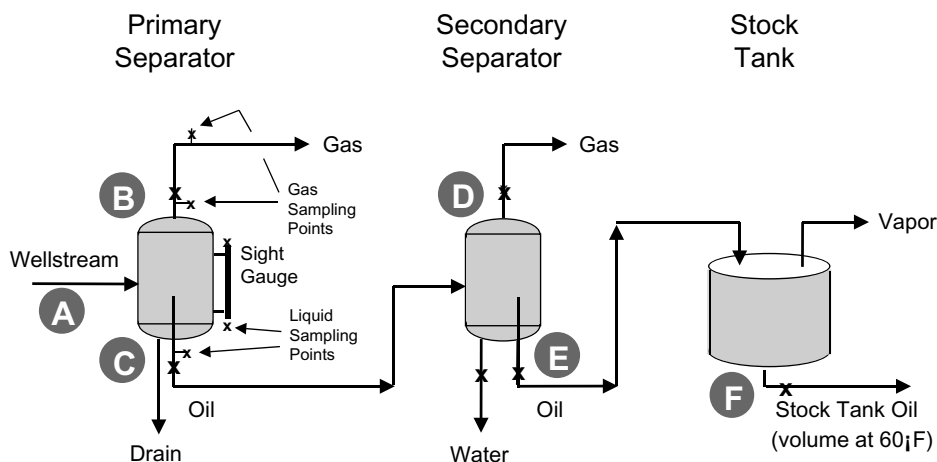 Primary
Separator
Secondary
Separator
Stock
Tank
Gas
Gas
B
D
Gas
Sampling
Points
Vapor
Wellstream
Sight
Gauge
A
Liquid
Sampling
Points
C
E
F
Oil
Oil
Stock Tank Oil
(volume at 60¡F)
Drain
Water